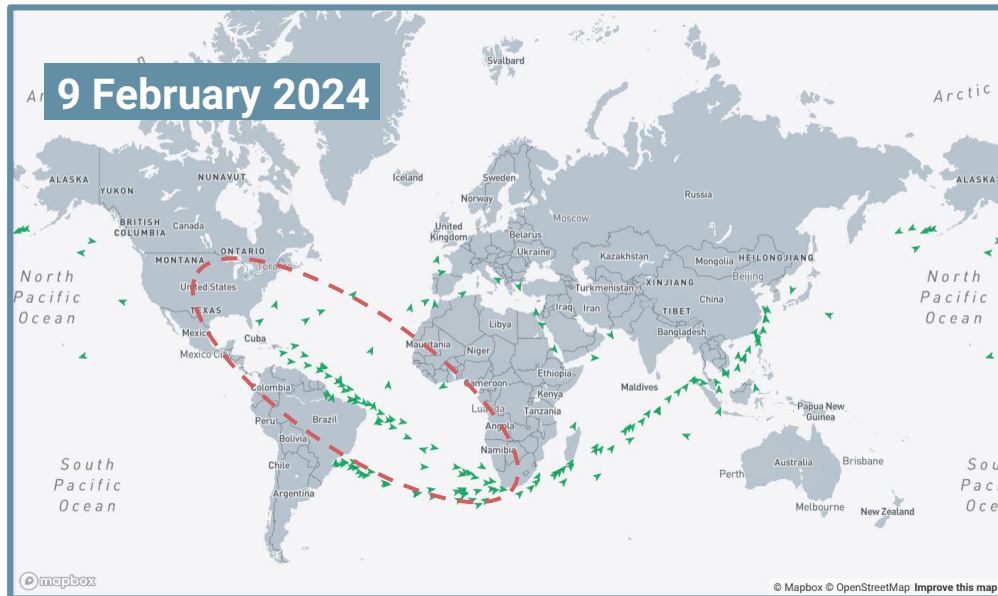 9 February 2024
Svalbard
Arctic
Iceland
ALASKA
YUKON
NUNAVUT
BRITISH
COLUMBIA
Canada
ONTARIO
MONTANA
Toronto
United States
TEXAS
Mexico
Mexico City
Cuba
North
Pacific
Ocean
Sweden
Norway
United
Kingdom
Belarus
Ukraine
Moscow
Russia
Kazakhstan
Mongolia
HEILONGJIANG
Beijing
XINJIANG
Turkmenistan
China
TIBET
Iraq
Iran
Bangladesh
ALASKA
North
Pacific
Ocean
Libya
Mauritania
Niger
Ethiopia
Cameroon
Kenya
Luanda
Tanzania
Angola
Namibia
Maldives
Colombia
Peru
Brazil
Bolivia
Chile
Argentina
South
Pacific
Ocean
Papua New
Guinea
Australia
Brisbane
Perth
Melbourne
New Zealand
mapbox
© Mapbox © OpenStreetMap Improve this map